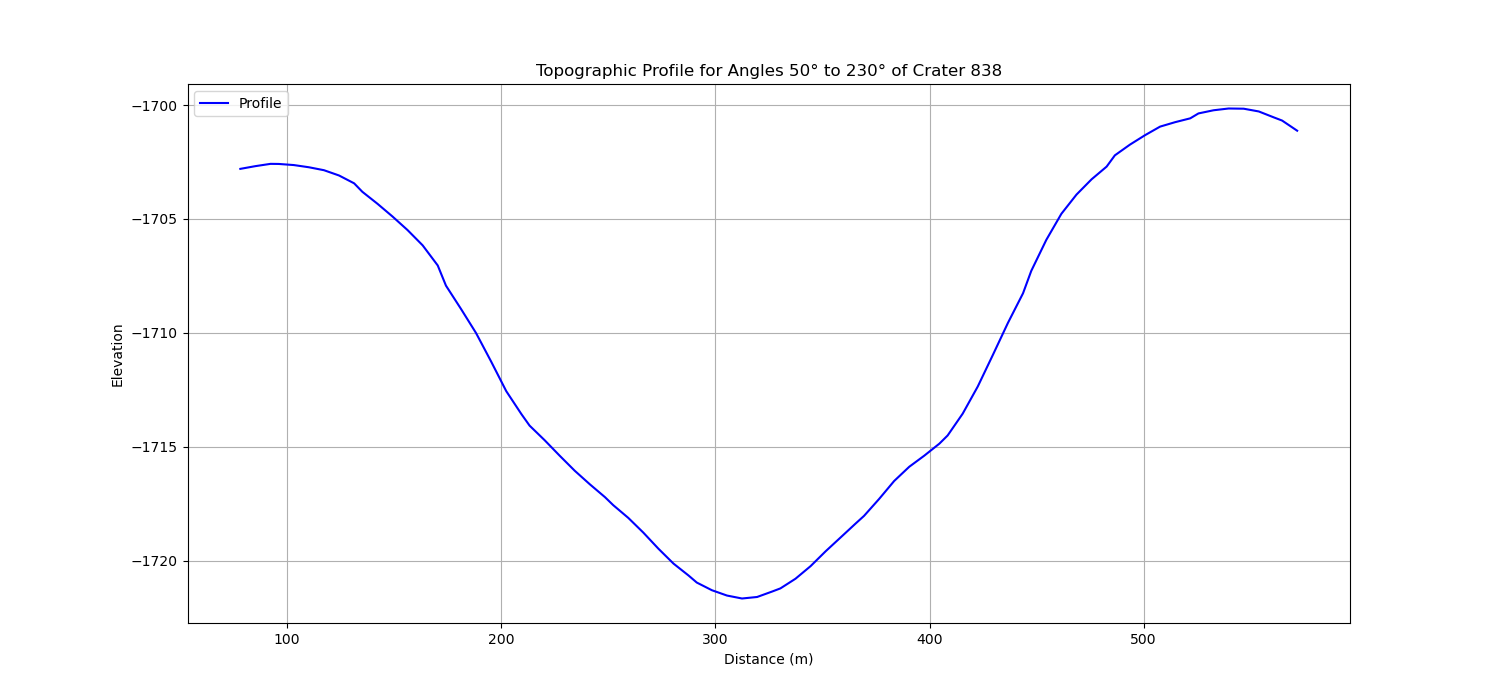 Topographic Profile for Angles 50° to 230° of Crater 838
Profile
−1700
−1705
−1710
−1715
−1720
Elevation
100 200 300 400 500
Distance (m)